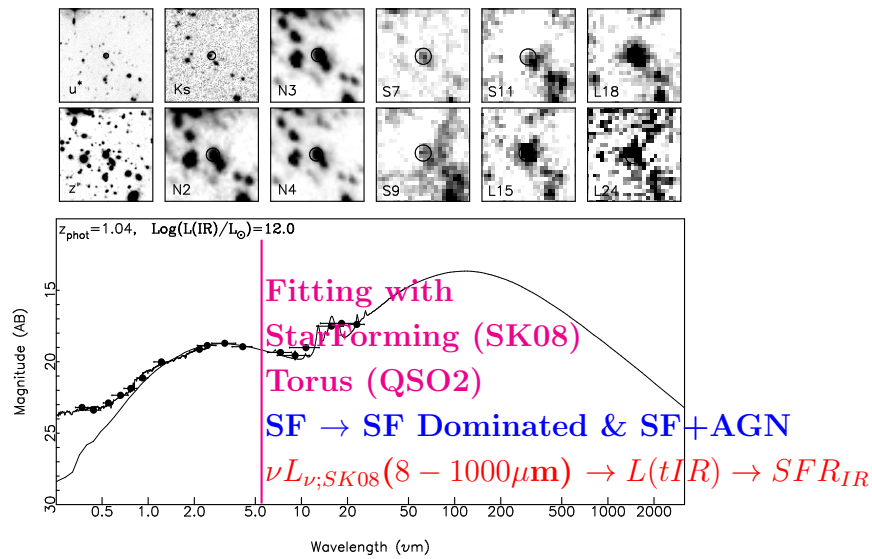 u*
Ks
N3
S7
S11
L18
z'
N2
N4
S9
L15
L24
z_phot=1.04, Log(L(IR)/L_⊙)=12.0
Fitting with
StarForming (SK08)
Torus (QSO2)
SF → SF Dominated & SF+AGN
νL_ν;SK08(8 − 1000μm) → L(tIR) → SFR_IR
Magnitude (AB)
15
20
25
30
0.5 1.0 2.0 5.0 10 20 50 100 200 500 1000 2000
Wavelength (υm)